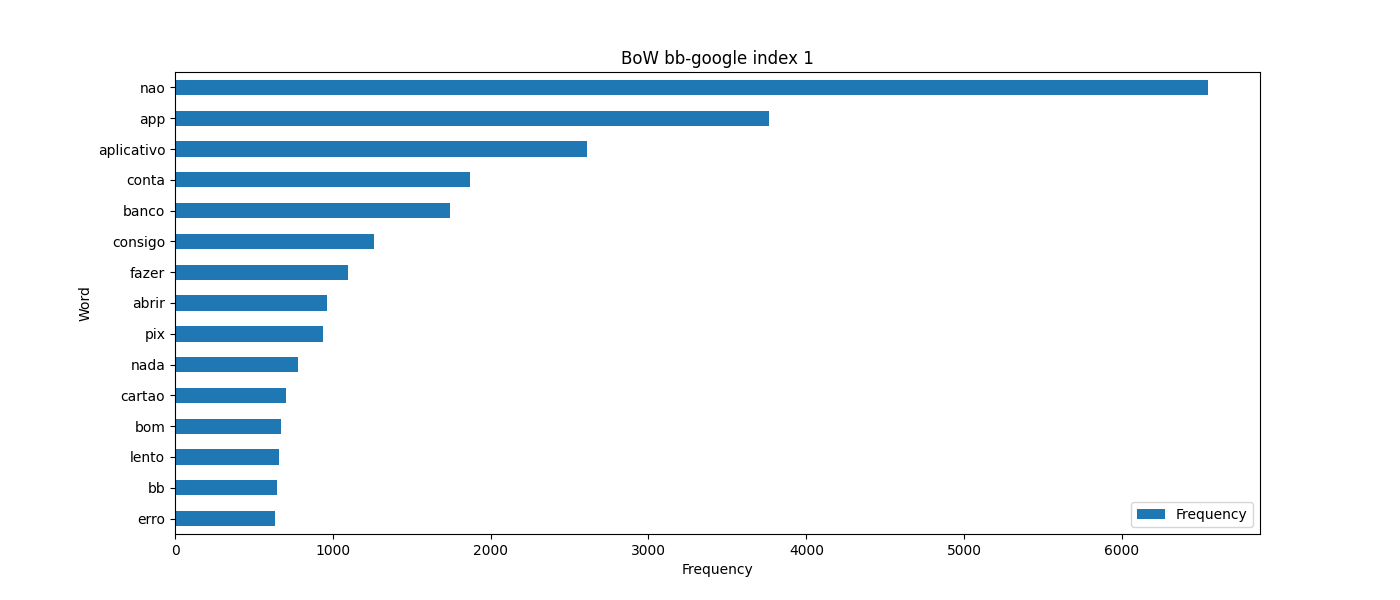 BoW bb-google index 1
nao
app
aplicativo
conta
banco
consigo
fazer
abrir
pix
nada
cartao
bom
lento
bb
erro
Word
Frequency
0 1000 2000 3000 4000 5000 6000
Frequency